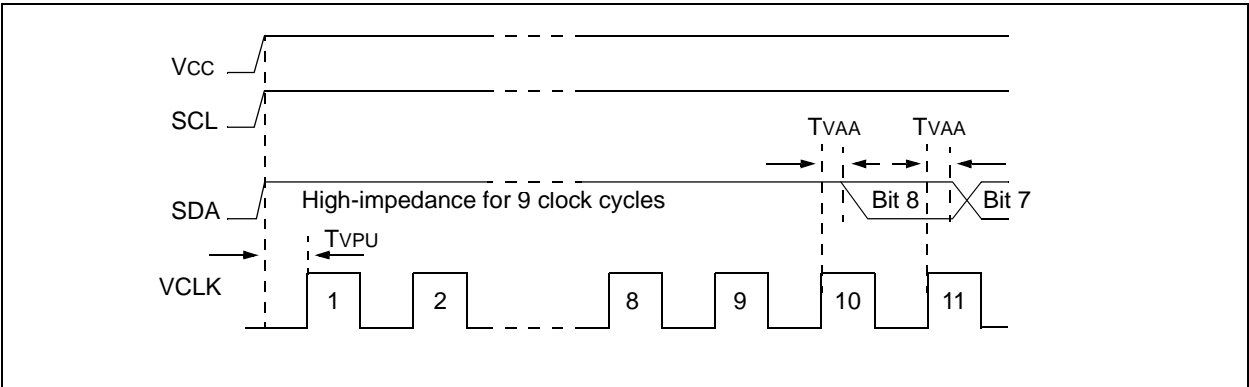 Vcc
SCL
TVAA TVAA
SDA High-impedance for 9 clock cycles Bit 8 Bit 7
TVPU
VCLK 1 2 8 9 10 11